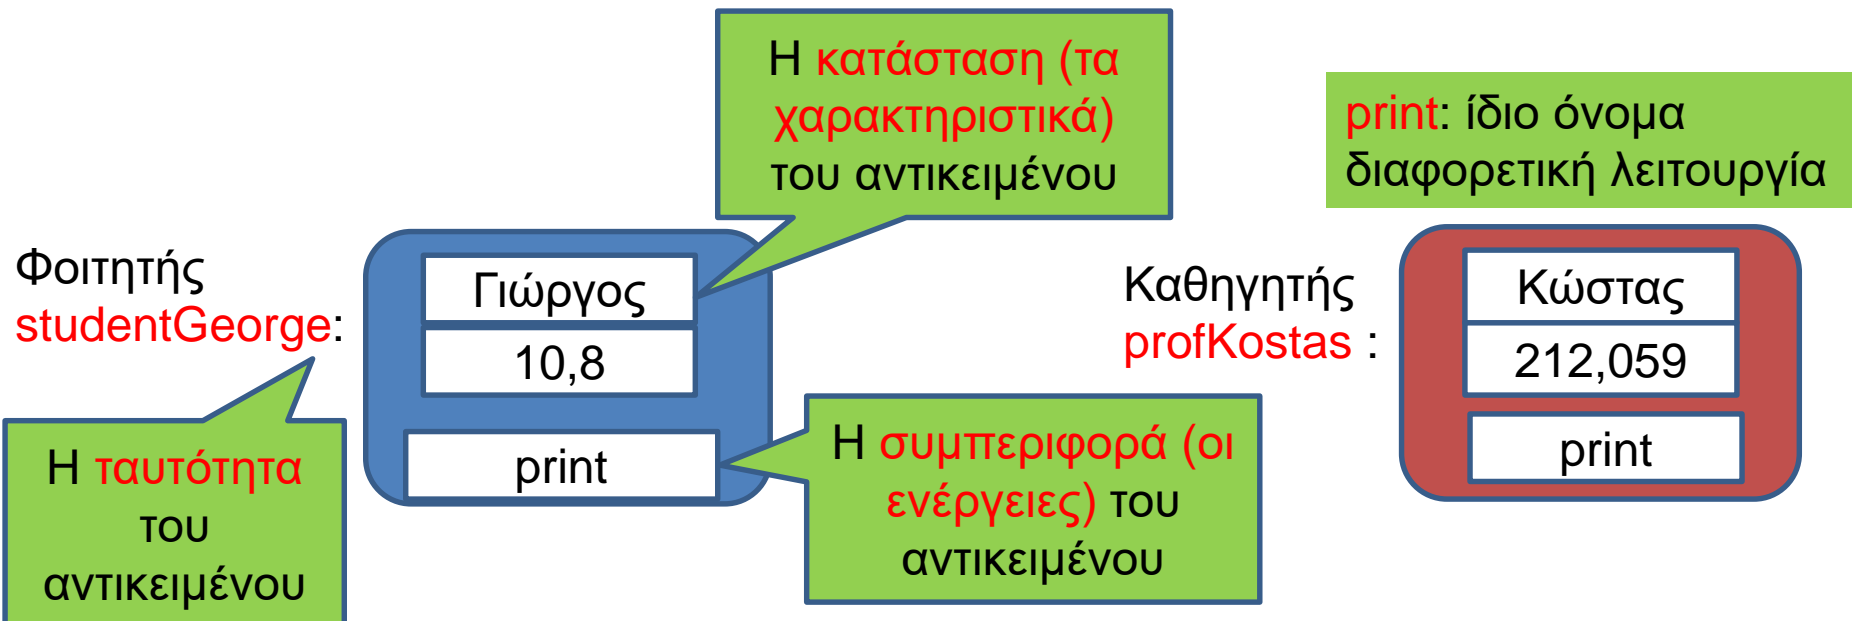 Η κατάσταση (τα
χαρακτηριστικά)
του αντικειμένου
print: ίδιο όνομα
διαφορετική λειτουργία
Φοιτητής
studentGeorge:
Γιώργος
10,8
print
Καθηγητής
profKostas :
Κώστας
212,059
print
Η ταυτότητα
του
αντικειμένου
Η συμπεριφορά (οι
ενέργειες) του
αντικειμένου